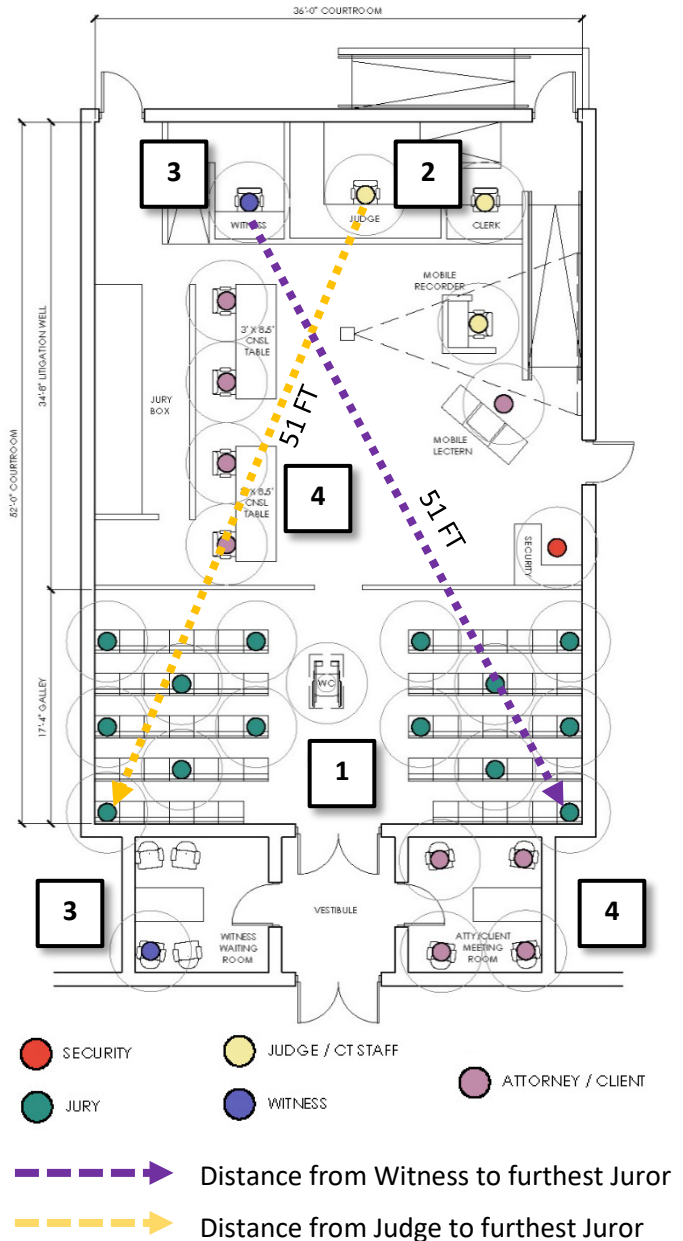 36'-0" COURTROOM
3
2
WITNESS
JUDGE
CLERK
MOBILE
RECORDER
3' X 8.5'
CNSL
TABLE
34'-8" LITIGATION WELL
JURY
BOX
52'-0" COURTROOM
51 FT
MOBILE
LECTERN
51 FT
4
X 8.5'
CNSL
TABLE
SECURITY
17'-4" GALLEY
WC
1
3
4
VESTIBULE
WITNESS
WAITING
ROOM
ATTY/CLIENT
MEETING
ROOM
SECURITY
JUDGE / CT STAFF
ATTORNEY / CLIENT
JURY
WITNESS
Distance from Witness to furthest Juror
Distance from Judge to furthest Juror